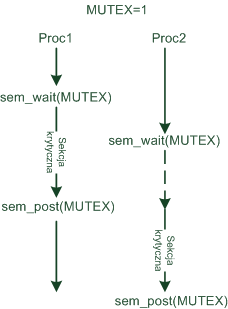 MUTEX=1
Proc1
Proc2
sem_wait(MUTEX)
sem_wait(MUTEX)
Sekcja
krytyczna
sem_post(MUTEX)
Sekcja
krytyczna
sem_post(MUTEX)